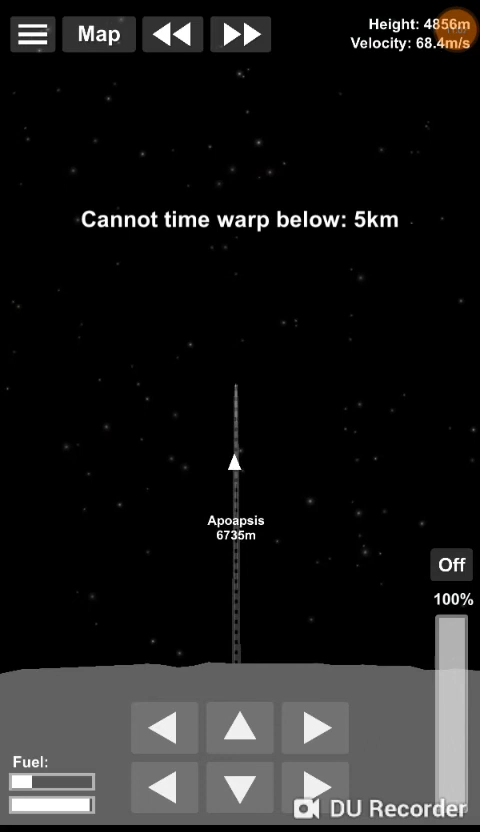 Map
Height: 4856m
Velocity: 68.4m/s
Cannot time warp below: 5km
Apoapsis
6735m
Off
100%
Fuel:
DU Recorder